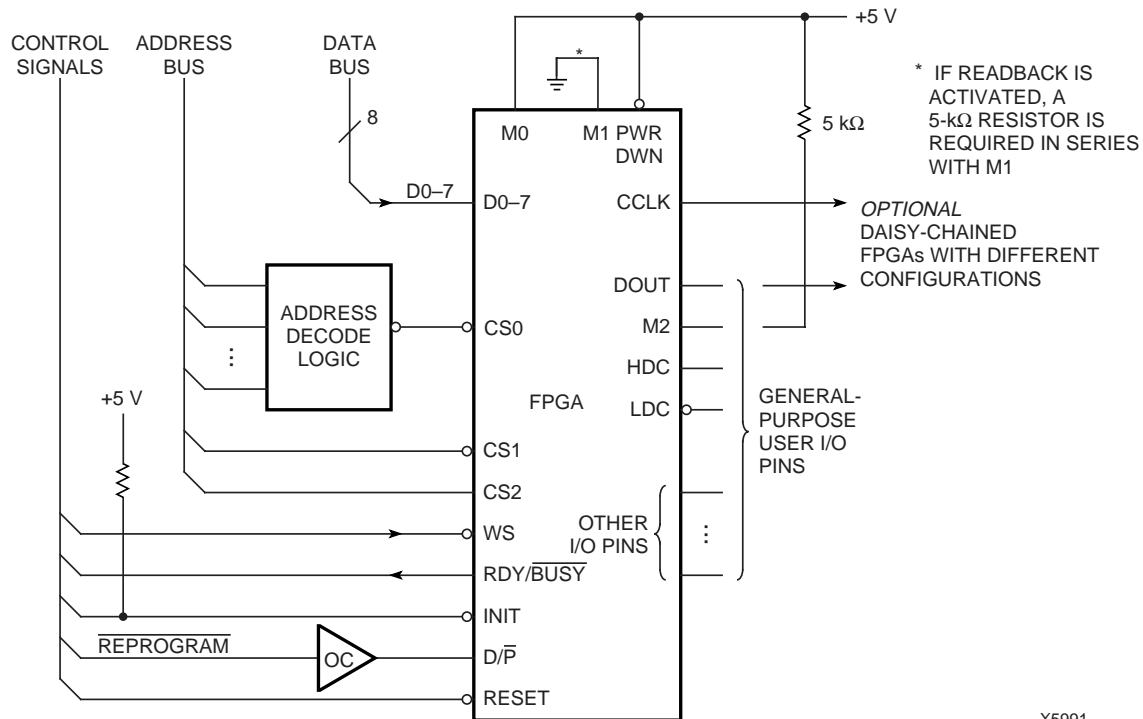 +5 V
CONTROL
SIGNALS
ADDRESS
BUS
DATA
BUS
*
8
M0
M1
PWR
DWN
5 kΩ
* IF READBACK IS
ACTIVATED, A
5-kΩ RESISTOR IS
REQUIRED IN SERIES
WITH M1
D0–7
D0–7
CCLK
OPTIONAL
DAISY-CHAINED
FPGAs WITH DIFFERENT
CONFIGURATIONS
DOUT
ADDRESS
DECODE
LOGIC
...
CS0
M2
HDC
FPGA
LDC
GENERAL-
PURPOSE
USER I/O
PINS
+5 V
CS1
CS2
OTHER
I/O PINS
...
WS
RDY/BUSY
INIT
REPROGRAM
OC
D/P
RESET
X5991